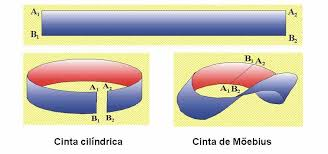 A1 A2
B1 B2
A1 A2
B1 B2
B1 A2
A1 B2
Cinta cilíndrica
Cinta de Möebius